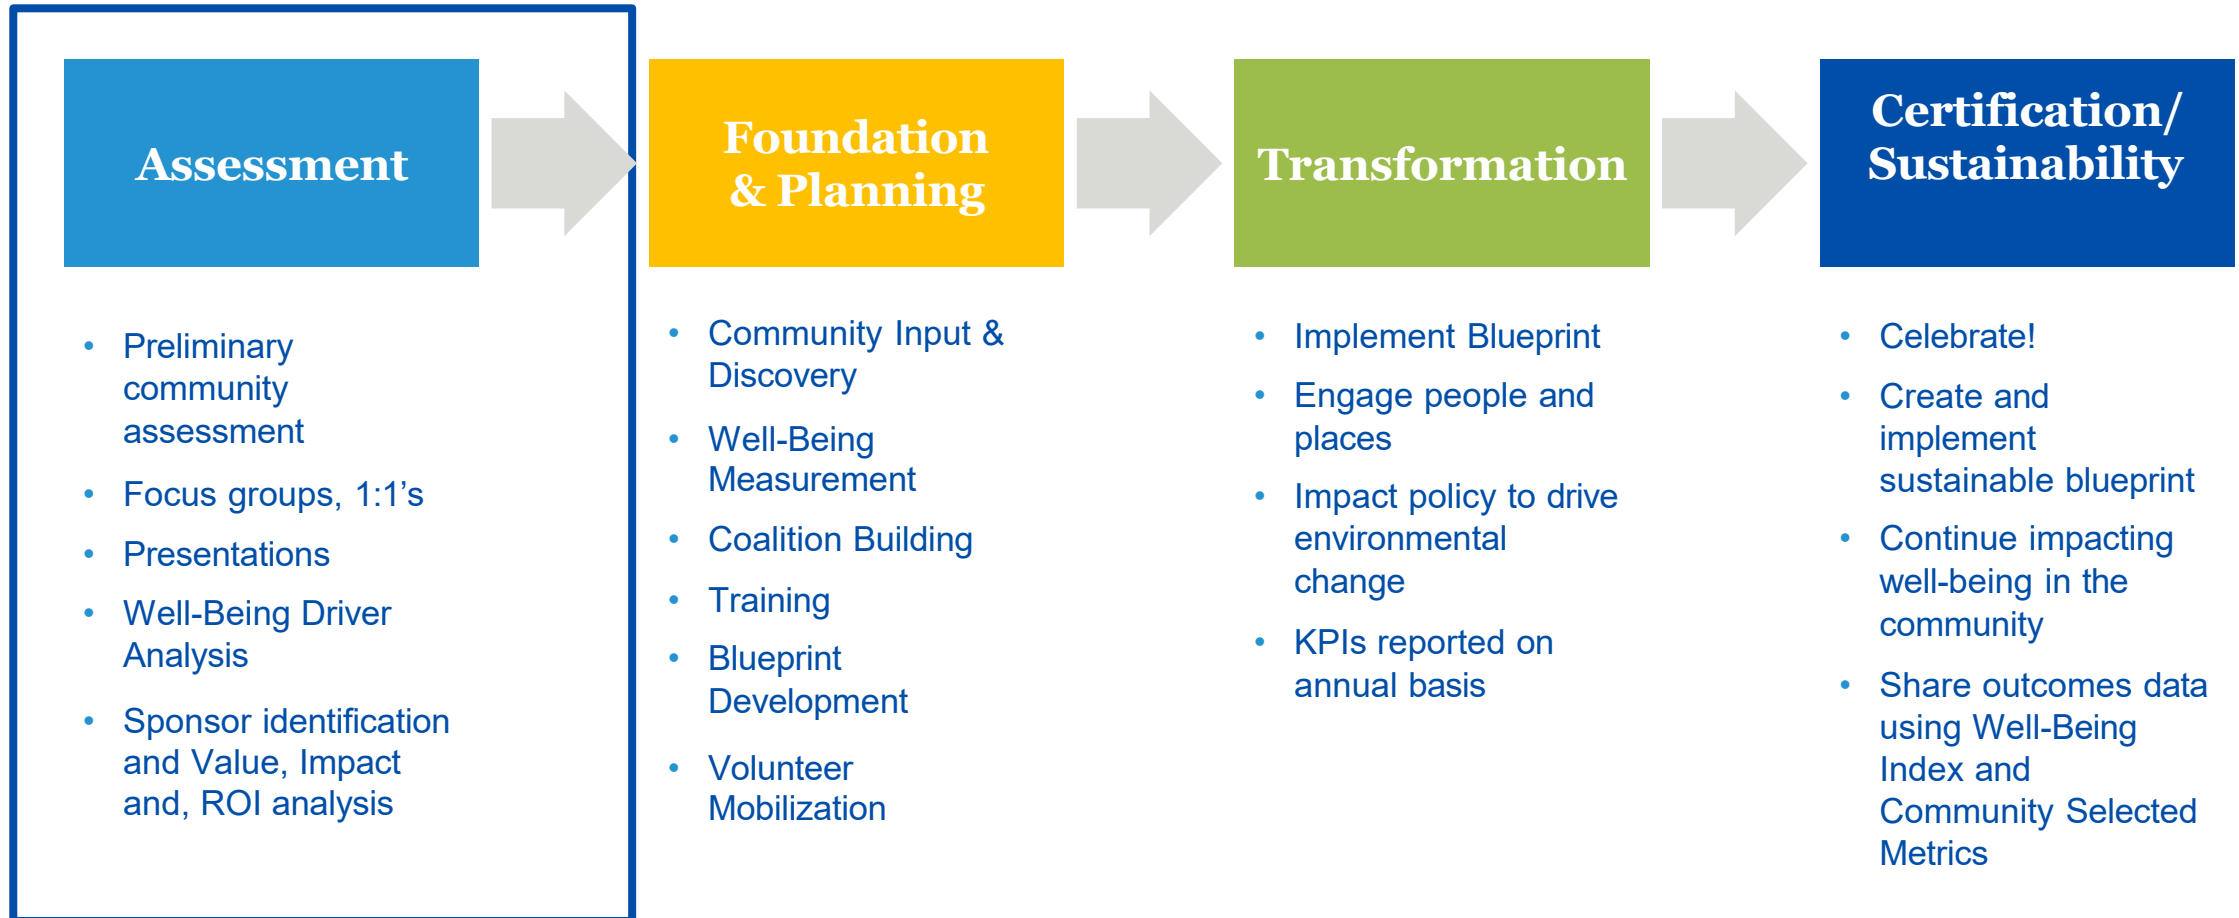 Assessment
• Preliminary
community
assessment
• Focus groups, 1:1’s
• Presentations
• Well-Being Driver
Analysis
• Sponsor identification
and Value, Impact
and, ROI analysis
Foundation
& Planning
• Community Input &
Discovery
• Well-Being
Measurement
• Coalition Building
• Training
• Blueprint
Development
• Volunteer
Mobilization
Transformation
• Implement Blueprint
• Engage people and
places
• Impact policy to drive
environmental
change
• KPIs reported on
annual basis
Certification/
Sustainability
• Celebrate!
• Create and
implement
sustainable blueprint
• Continue impacting
well-being in the
community
• Share outcomes data
using Well-Being
Index and
Community Selected
Metrics